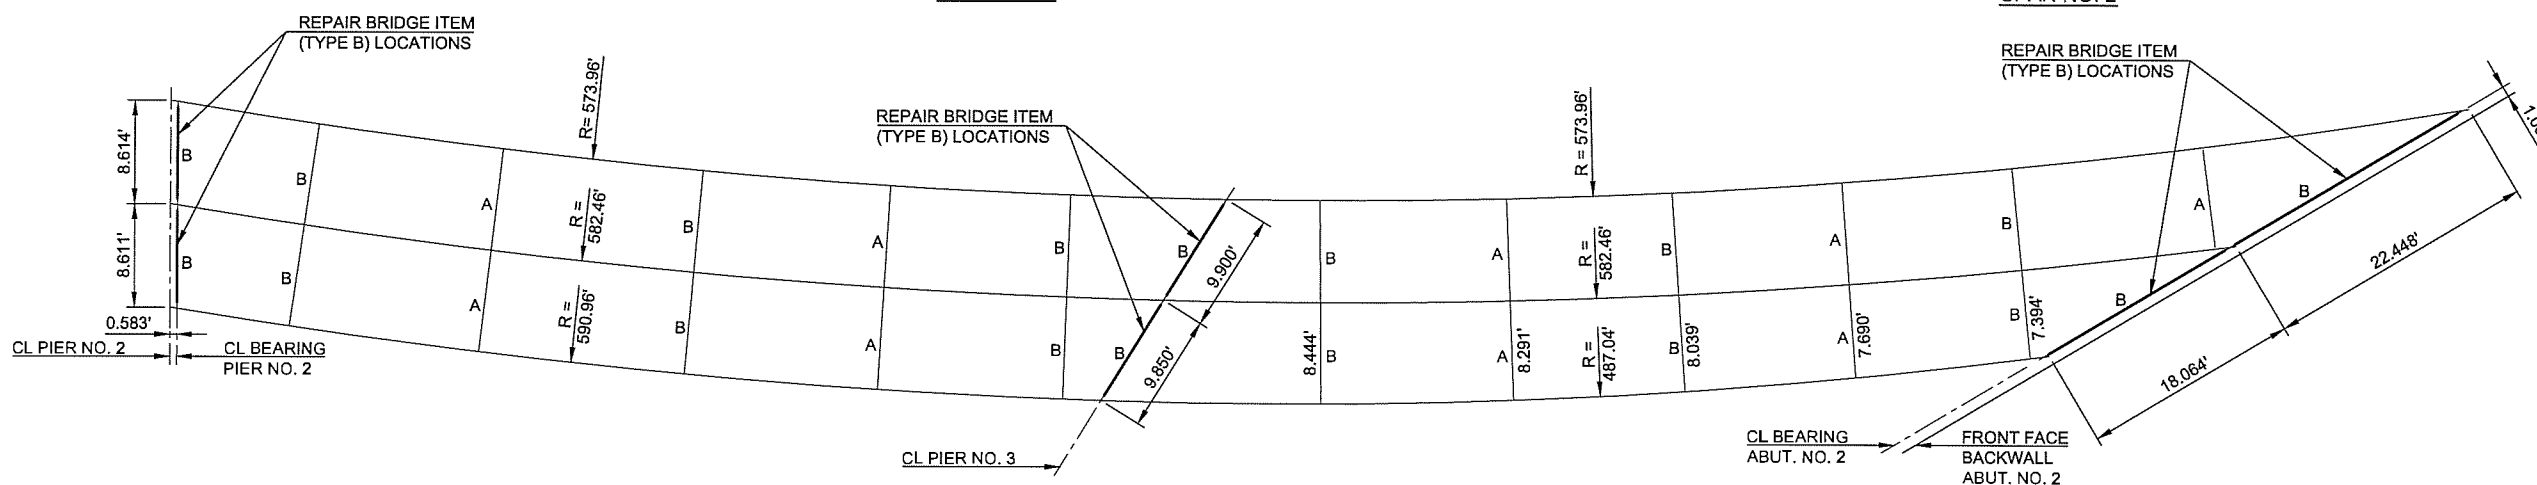 REPAIR BRIDGE ITEM
(TYPE B) LOCATIONS
R= 573.96'
REPAIR BRIDGE ITEM
(TYPE B) LOCATIONS
R = 573.96'
REPAIR BRIDGE ITEM
(TYPE B) LOCATIONS
8.614'
B
B
A
B
A
B
B
B
A
B
A
B
A
B
R =
582.46'
9.900'
R =
582.46'
22.448'
8.611'
B
B
A
B
A
B
B
B
A
B
A
B
B
R =
590.96'
9.850'
8.444'
8.291'
R =
487.04'
8.039'
7.690'
7.394'
18.064'
0.583'
CL PIER NO. 2
CL BEARING
PIER NO. 2
CL PIER NO. 3
CL BEARING
ABUT. NO. 2
FRONT FACE
BACKWALL
ABUT. NO. 2